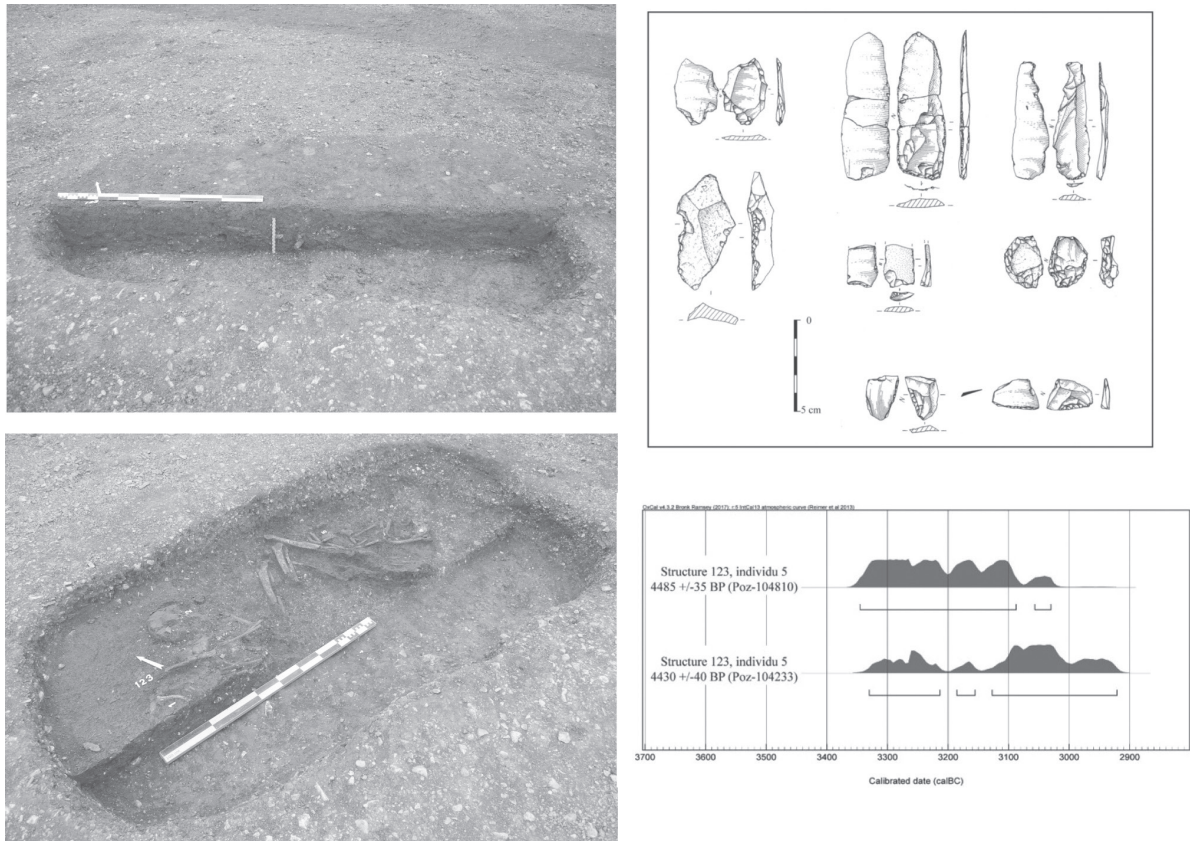 123
0
5 cm
OxCal v4.3.2 Bronk Ramsey (2017); r:5 IntCal13 atmospheric curve (Reimer et al 2013)
Structure 123, individu 5
4485 +/-35 BP (Poz-104810)
Structure 123, individu 5
4430 +/-40 BP (Poz-104233)
3700 3600 3500 3400 3300 3200 3100 3000 2900
Calibrated date (calBC)